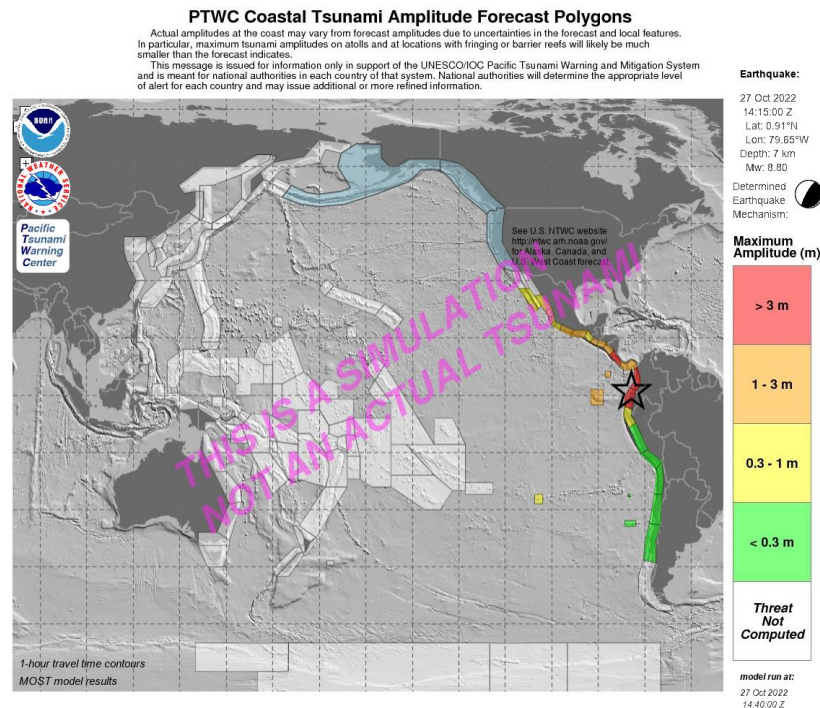 PTWC Coastal Tsunami Amplitude Forecast Polygons
Actual amplitudes at the coast may vary from forecast amplitudes due to uncertainties in the forecast and local features.
In particular, maximum tsunami amplitudes on atolls and at locations with fringing or barrier reefs will likely be much
smaller than the forecast indicates.
This message is issued for information only in support of the UNESCO/IOC Pacific Tsunami Warning and Mitigation System
and is meant for national authorities in each country of that system. National authorities will determine the appropriate level
of alert for each country and may issue additional or more refined information.
Earthquake:
27 Oct 2022
14:15:00 Z
Lat: 0.91°N
Lon: 79.65°W
Depth: 7 km
Mw: 8.80
Determined
Earthquake
Mechanism:
NOAA
NATIONAL WEATHER SERVICE
Pacific
Tsunami
Warning
Center
See U.S. NTWC website
http://ntwc.arh.noaa.gov/
for Alaska, Canada, and
U.S. West Coast forecast
THIS IS A SIMULATION
NOT AN ACTUAL TSUNAMI
Maximum
Amplitude (m)
> 3 m
1 - 3 m
0.3 - 1 m
< 0.3 m
Threat
Not
Computed
1-hour travel time contours
MOST model results
model run at:
27 Oct 2022
14:40:00 Z